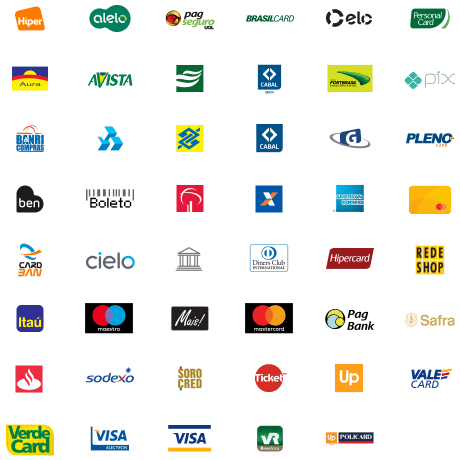 Hiper
alelo
pag
seguro
UOL
BRASILCARD
elo
Personal
Card
Aura
AVISTA
CABAL
FORTBRASIL
pix
BANRI
COMPRAS
CABAL
G
PLENO
CARD
ben
Boleto
X
AMERICAN
EXPRESS
CARD
BAN
cielo
Diners Club
INTERNATIONAL
Hipercard
REDE
SHOP
Itaú
maestro
Mais!
mastercard
Pag
Bank
Safra
sodexo
SORO
CRED
Ticket
Up
VALE
CARD
Verde
Card
VISA
ELECTRON
VISA
VR
Benefícios
Up POLICARD